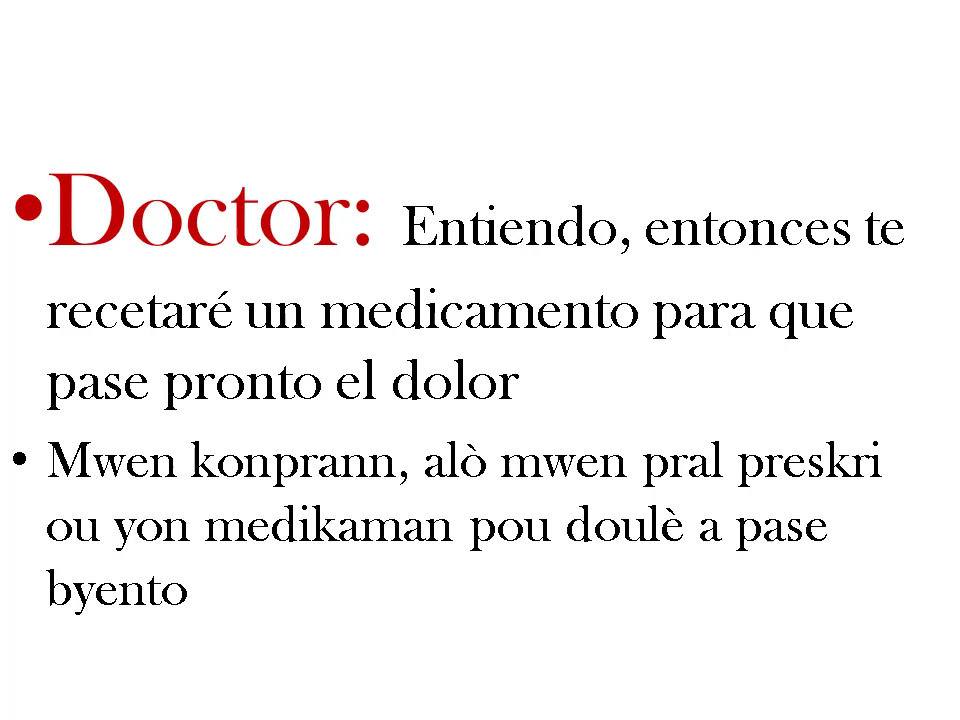 •Doctor: Entiendo, entonces te
recetaré un medicamento para que
pase pronto el dolor
• Mwen konprann, alò mwen pral preskri
ou yon medikaman pou doulè a pase
byento